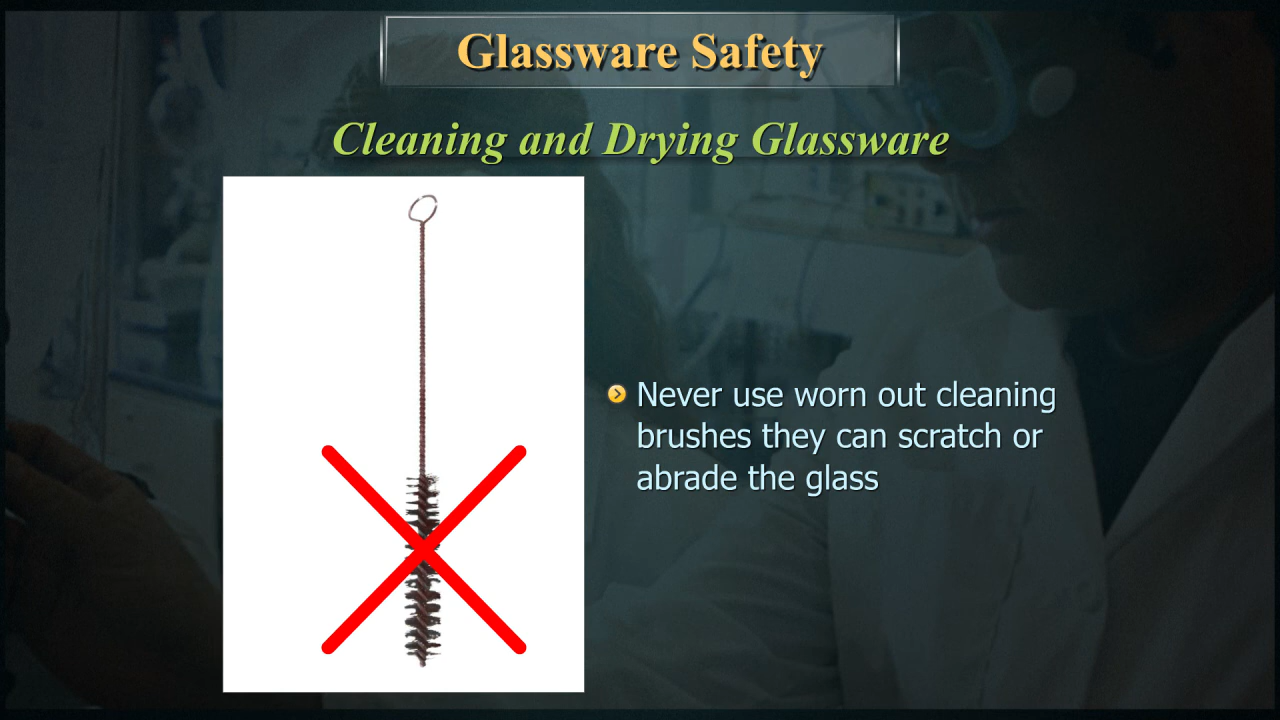 Glassware Safety
Cleaning and Drying Glassware
Never use worn out cleaning
brushes they can scratch or
abrade the glass